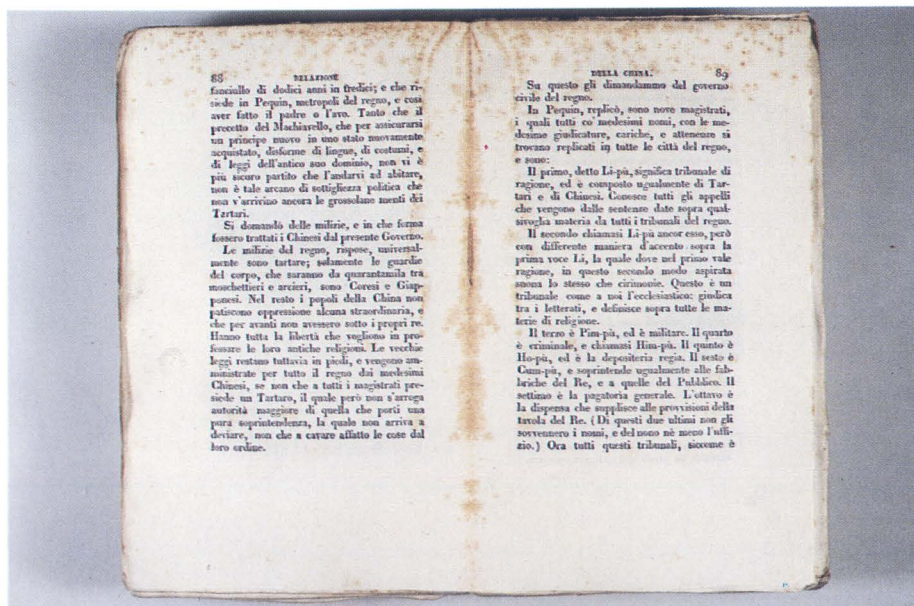 88 RELAZIONE
fanciullo di dodici anni in tredici; e che ri-
siede in Pequin, metropoli del regno, e così
aver fatto il padre o l'avo. Tanto che il
precetto del Machiavello, che per assicurarsi
un principe nuovo in uno stato nuovamente
acquistato, disforme di lingue, di costumi, e
di leggi dell'antico suo dominio, non vi è
più sicuro partito che l'andarvi ad abitare,
non è tale arcano di sottigliezza politica che
non v'arrivino ancora le grossolane menti dei
Tartari.
Si domandò delle milizie, e in che forma
fossero trattati i Chinesi dal presente Governo.
Le milizie del regno, rispose, universal-
mente sono tartare; solamente le guardie
del corpo, che saranno da quarantamila tra
moschettieri e arcieri, sono Coresi e Giap-
ponesi. Nel resto i popoli della China non
patiscono oppressione alcuna straordinaria, e
che per avanti non avessero sotto i propri re.
Hanno tutta la libertà che vogliono in pro-
fessare le loro antiche religioni. Le vecchie
leggi restano tuttavia in piedi, e vengono am-
ministrate per tutto il regno dai medesimi
Chinesi, se non che a tutti i magistrati pre-
siede un Tartaro, il quale però non s'arroga
autorità maggiore di quella che porti una
pura soprintendenza, la quale non arriva a
deviare, non che a cavare affatto le cose dal
loro ordine.
DELLA CHINA. 89
Su questo gli dimandammo del governo
civile del regno.
In Pequin, replicò, sono nove magistrati,
i quali tutti co' medesimi nomi, con le me-
desime giudicature, cariche, e attenenze si
trovano replicati in tutte le città del regno,
e sono:
Il primo, detto Li-pù, significa tribunale di
ragione, ed è composto ugualmente di Tar-
tari e di Chinesi. Conosce tutti gli appelli
che vengono dalle sentenze date sopra qual-
sivoglia materia da tutti i tribunali del regno.
Il secondo chiamasi Li-pù ancor esso, però
con differente maniera d'accento sopra la
prima voce Li, la quale dove nel primo vale
ragione, in questo secondo modo aspirata
suona lo stesso che cirimonie. Questo è un
tribunale come a noi l'ecclesiastico: giudica
tra i letterati, e definisce sopra tutte le ma-
terie di religione.
Il terzo è Pim-pù, ed è militare. Il quarto
è criminale, e chiamasi Him-pù. Il quinto è
Ho-pù, ed è la depositeria regia. Il sesto è
Cum-pù, e soprintende ugualmente alle fab-
briche del Re, e a quelle del Pubblico. Il
settimo è la pagatoria generale. L'ottavo è
la dispensa che supplisce alle provvisioni della
tavola del Re. (Di questi due ultimi non gli
sovvennero i nomi, e del nono nè meno l'uffi-
zio.) Ora tutti questi tribunali, siccome è